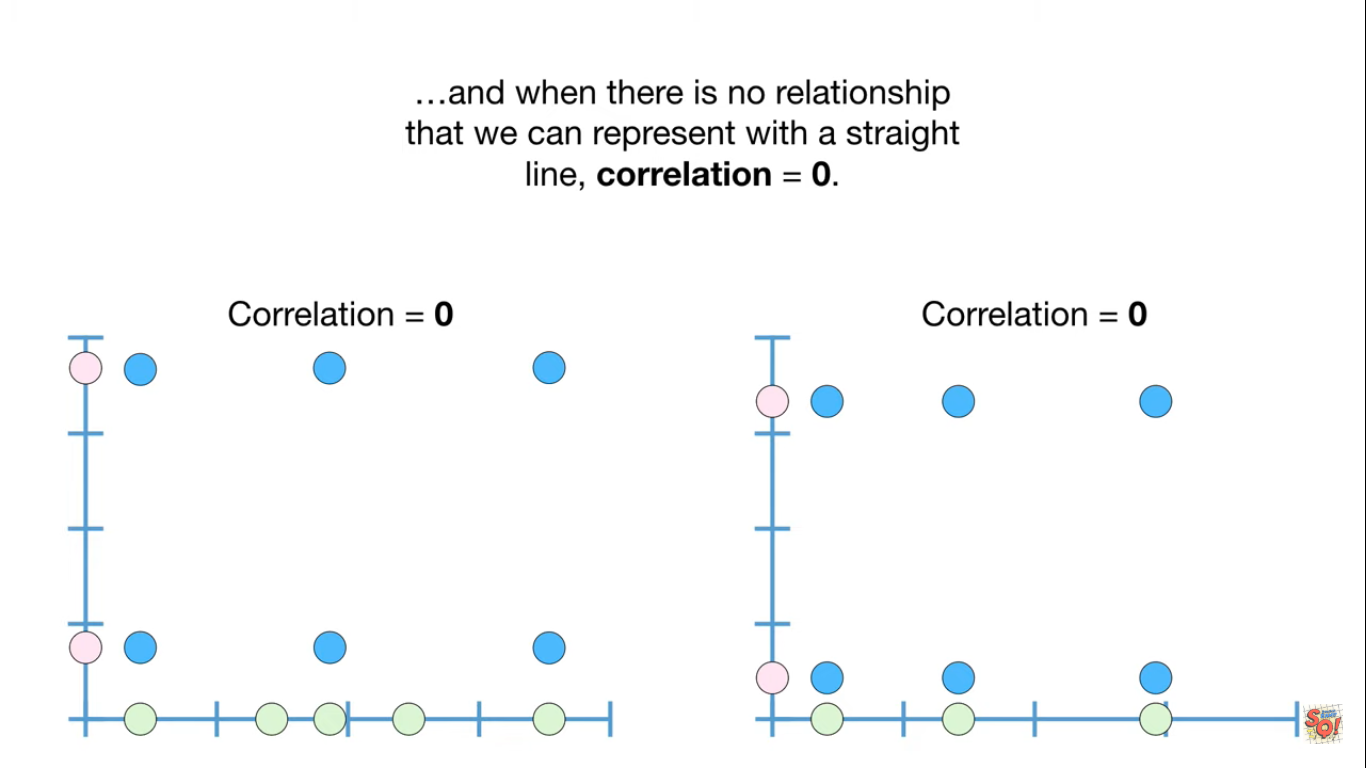 …and when there is no relationship
that we can represent with a straight
line, correlation = 0.
Correlation = 0
Correlation = 0
SQ!